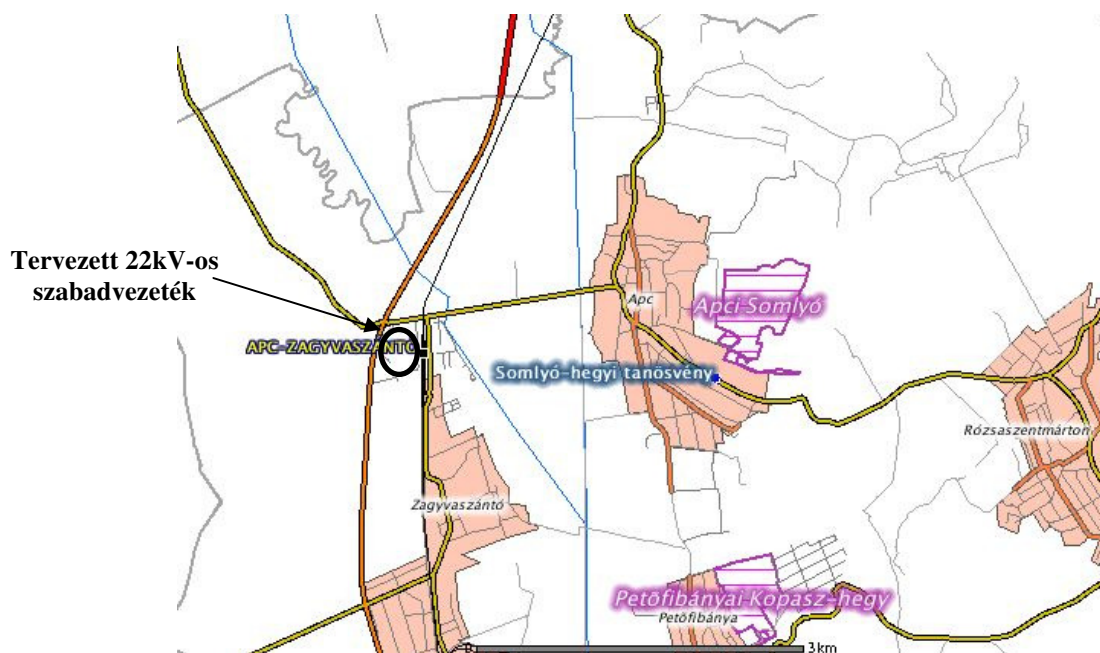 Tervezett 22kV-os
szabadvezeték
Apc
Apci Somlyó
APC-ZAGYVASZÁNTÓ
Somlyó-hegyi tanösvény
Rózsaszentmárton
Zagyvaszántó
Petőfibányai Kopasz-hegy
Petőfibánya
0
3km